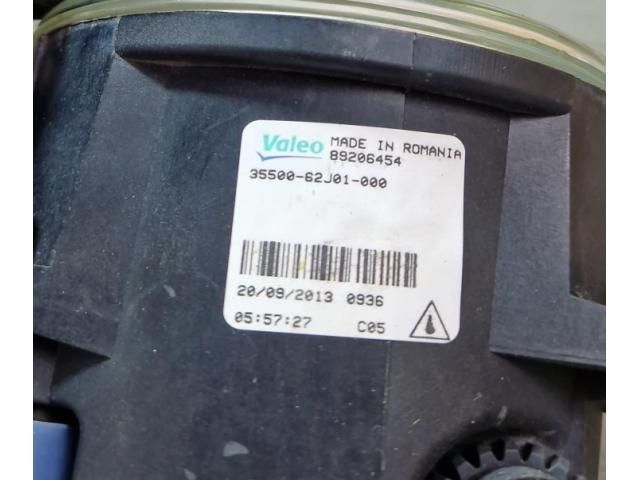 Valeo MADE IN ROMANIA
89206454
35500-62J01-000
20/09/2013 0936
05:57:27 C05